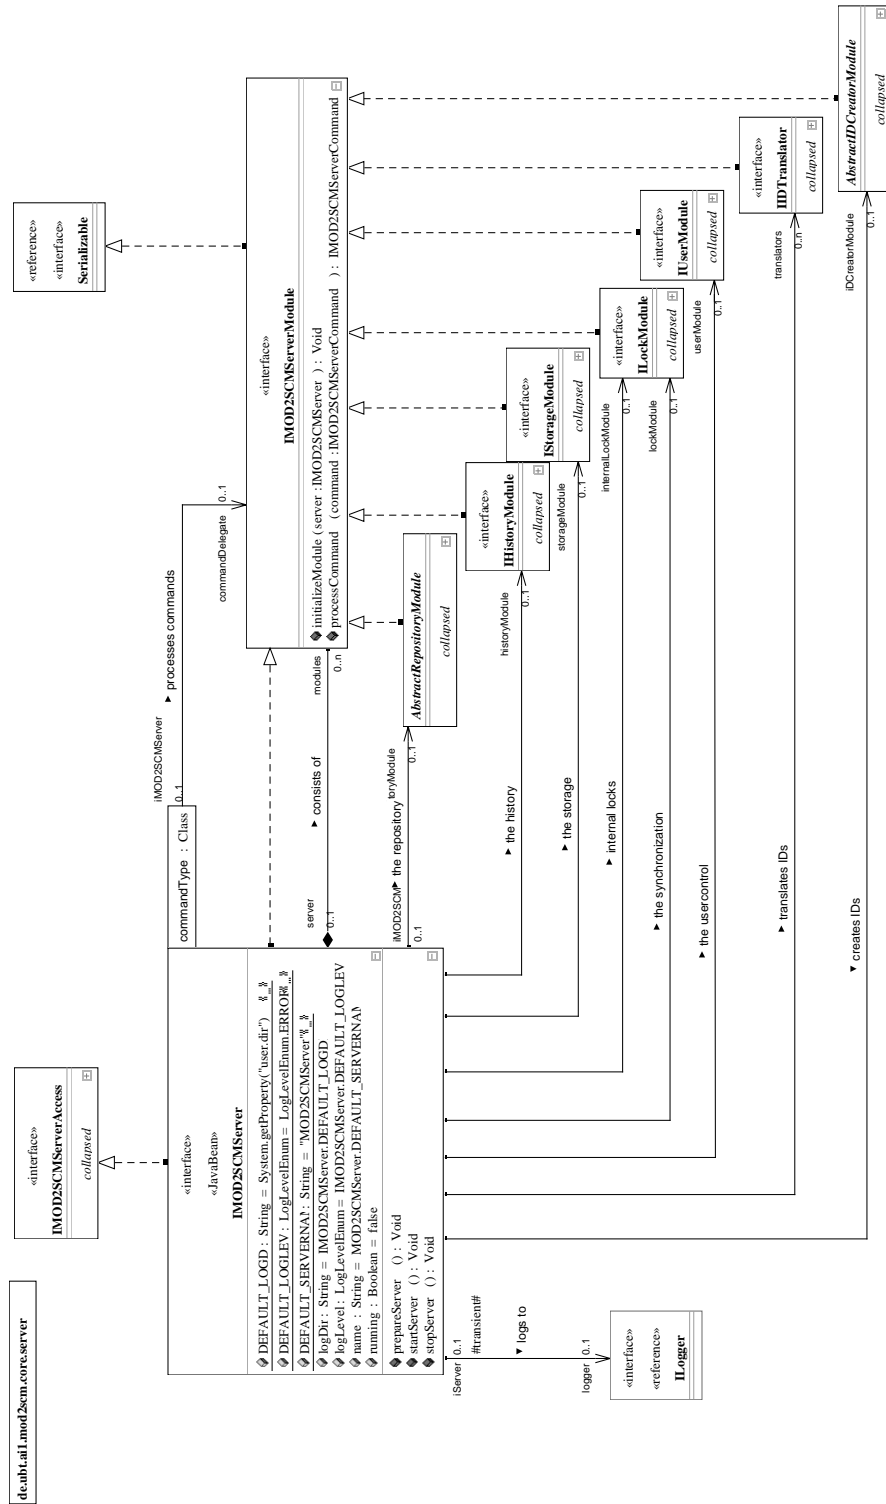 de.ubt.ai1.mod2scm.core.server
«interface»
IMOD2SCMServerAccess
collapsed
«reference»
«interface»
Serializable
«interface»
«JavaBean»
IMOD2SCMServer
DEFAULT_LOGD : String = System.getProperty("user.dir") «...»
DEFAULT_LOGLEV : LogLevelEnum = LogLevelEnum.ERROR «...»
DEFAULT_SERVERNAM : String = "MOD2SCMServer" «...»
logDir : String = IMOD2SCMServer.DEFAULT_LOGD
logLevel : LogLevelEnum = IMOD2SCMServer.DEFAULT_LOGLEV
name : String = MOD2SCMServer.DEFAULT_SERVERNAM
running : Boolean = false
prepareServer () : Void
startServer () : Void
stopServer () : Void
commandType : Class
iMOD2SCMServer
0..1
processes commands
commandDelegate
0..1
«interface»
IMOD2SCMServerModule
initializeModule (server :IMOD2SCMServer ) : Void
processCommand (command :IMOD2SCMServerCommand ) : IMOD2SCMServerCommand
server
0..1
consists of
modules
0..n
iMOD2SCM
0..1
the repository
toryModule
0..1
AbstractRepositoryModule
collapsed
the history
historyModule
0..1
«interface»
IHistoryModule
collapsed
the storage
storageModule
0..1
«interface»
IStorageModule
collapsed
internal locks
internalLockModule
0..1
the synchronization
lockModule
0..1
«interface»
ILockModule
collapsed
the usercontrol
userModule
0..1
«interface»
IUserModule
collapsed
translates IDs
translators
0..n
«interface»
IIDTranslator
collapsed
creates IDs
iDCreatorModule
0..1
AbstractIDCreatorModule
collapsed
iServer 0..1
#transient#
logs to
logger 0..1
«interface»
«reference»
ILogger